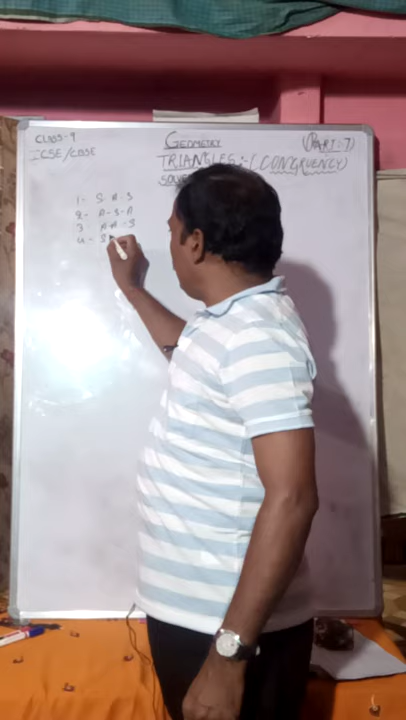 CLASS-9
ICSE/CBSE
GEOMETRY
(PART-7)
TRIANGLES:-(CONGRUENCY)
1- S-A-S
2- A-S-A
3- A-A-S
4- S